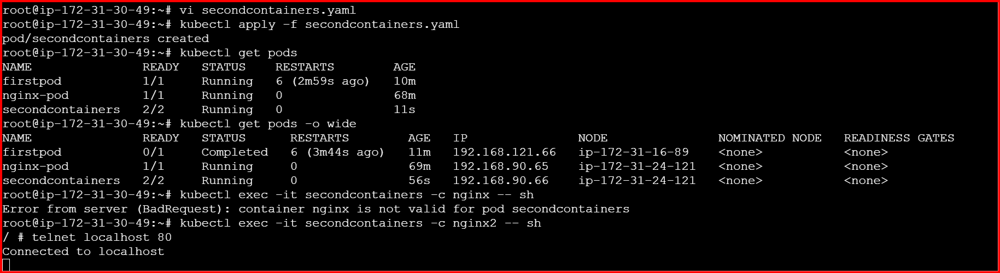 root@ip-172-31-30-49:~# vi secondcontainers.yaml
root@ip-172-31-30-49:~# kubectl apply -f secondcontainers.yaml
pod/secondcontainers created
root@ip-172-31-30-49:~# kubectl get pods
NAME               READY   STATUS    RESTARTS        AGE
firstpod           1/1     Running   6 (2m59s ago)   10m
nginx-pod          1/1     Running   0               68m
secondcontainers   2/2     Running   0               11s
root@ip-172-31-30-49:~# kubectl get pods -o wide
NAME               READY   STATUS      RESTARTS        AGE   IP               NODE               NOMINATED NODE   READINESS GATES
firstpod           0/1     Completed   6 (3m44s ago)   11m   192.168.121.66   ip-172-31-16-89    <none>           <none>
nginx-pod          1/1     Running     0               69m   192.168.90.65    ip-172-31-24-121   <none>           <none>
secondcontainers   2/2     Running     0               56s   192.168.90.66    ip-172-31-24-121   <none>           <none>
root@ip-172-31-30-49:~# kubectl exec -it secondcontainers -c nginx -- sh
Error from server (BadRequest): container nginx is not valid for pod secondcontainers
root@ip-172-31-30-49:~# kubectl exec -it secondcontainers -c nginx2 -- sh
/ # telnet localhost 80
Connected to localhost